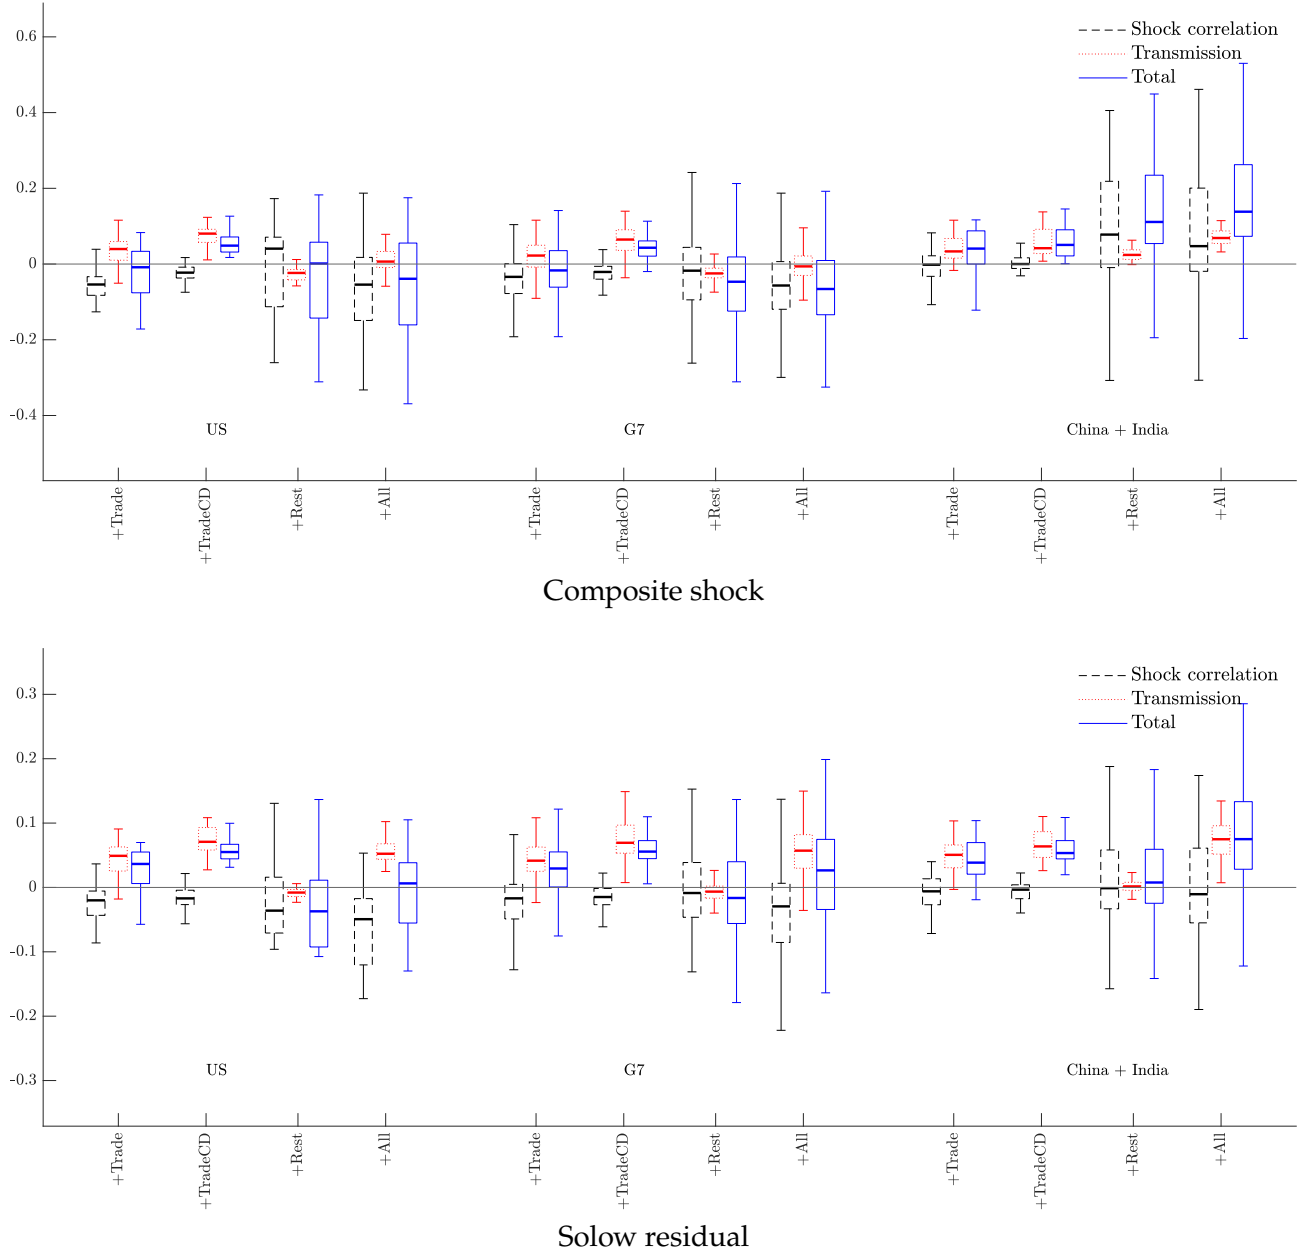 Shock correlation
Transmission
Total
0.6
0.4
0.2
0
-0.2
-0.4
US
G7
China + India
+Trade
+TradeCD
+Rest
+All
+Trade
+TradeCD
+Rest
+All
+Trade
+TradeCD
+Rest
+All
Composite shock
Shock correlation
Transmission
Total
0.3
0.2
0.1
0
-0.1
-0.2
-0.3
US
G7
China + India
+Trade
+TradeCD
+Rest
+All
+Trade
+TradeCD
+Rest
+All
+Trade
+TradeCD
+Rest
+All
Solow residual